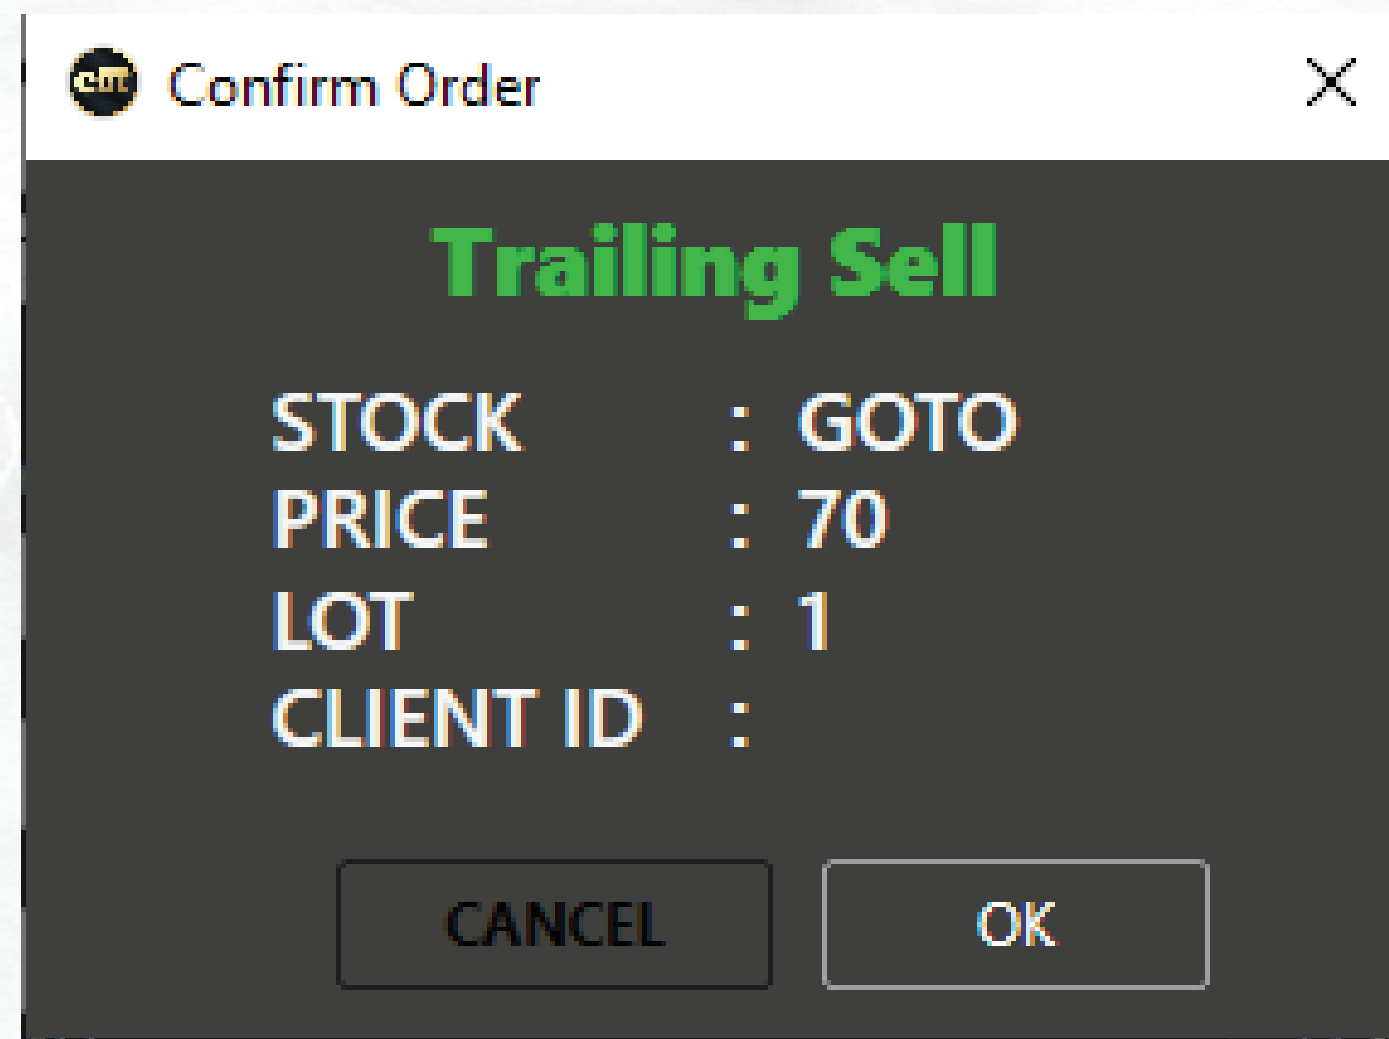 Confirm Order
Trailing Sell
STOCK : GOTO
PRICE : 70
LOT : 1
CLIENT ID :
CANCEL OK